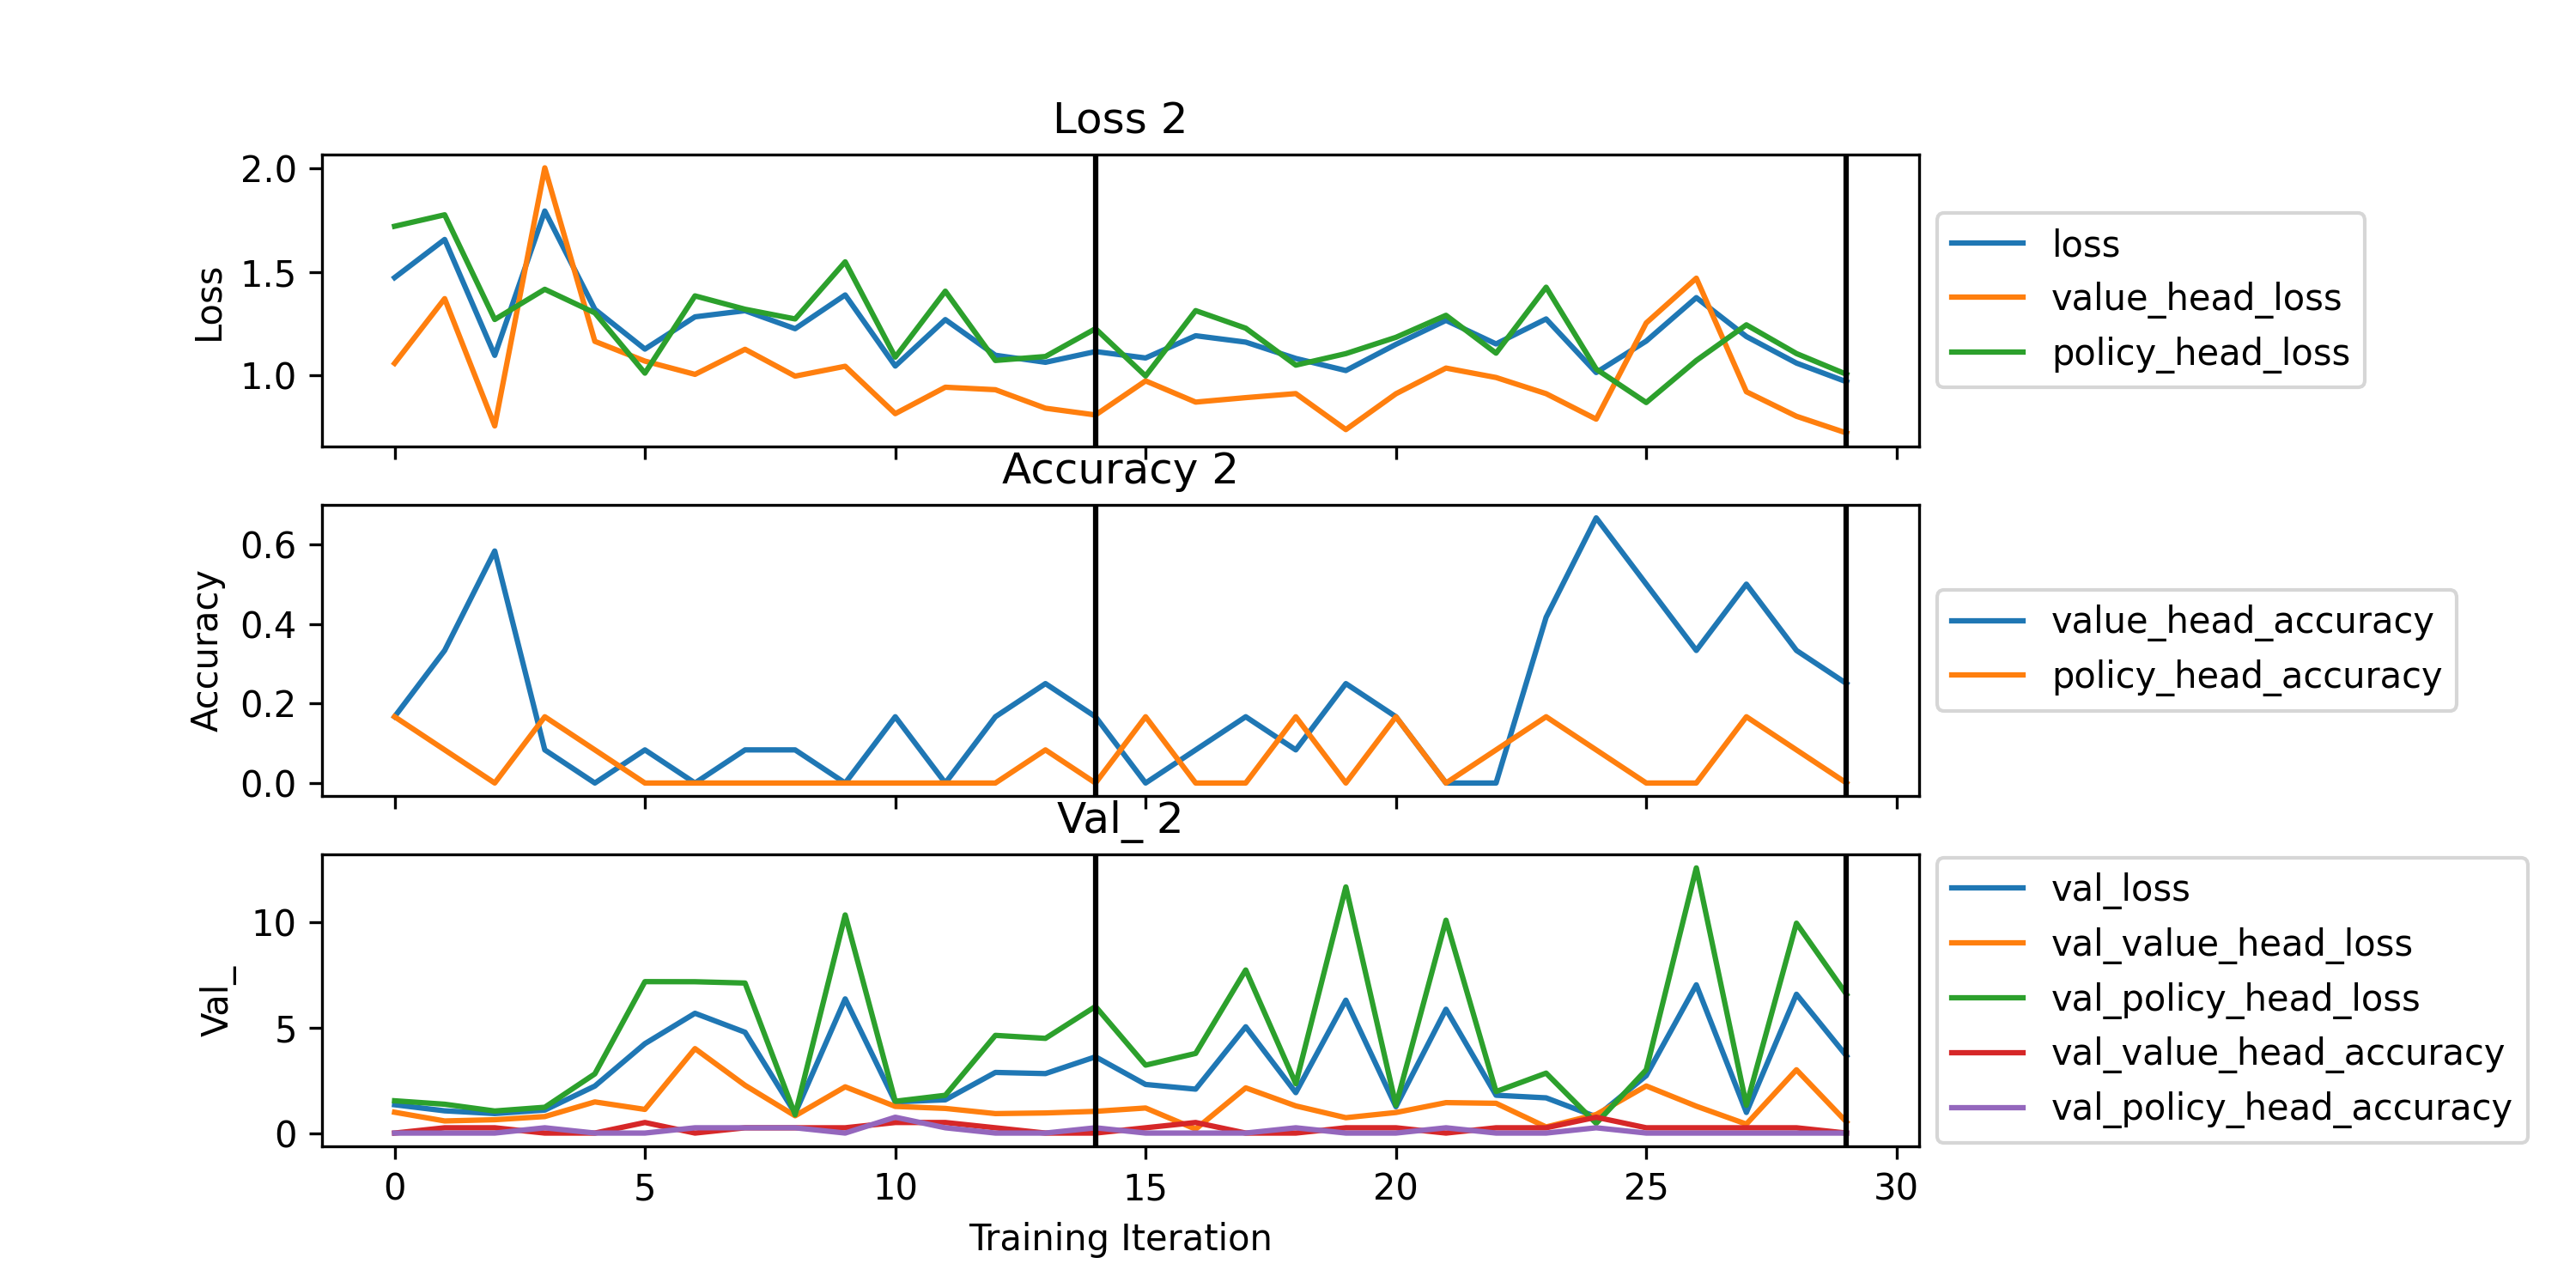 Loss 2
2.0
1.5
1.0
Loss
loss
value_head_loss
policy_head_loss
Accuracy 2
0.6
0.4
0.2
0.0
Accuracy
value_head_accuracy
policy_head_accuracy
Val_ 2
10
5
0
Val_
val_loss
val_value_head_loss
val_policy_head_loss
val_value_head_accuracy
val_policy_head_accuracy
0 5 10 15 20 25 30
Training Iteration